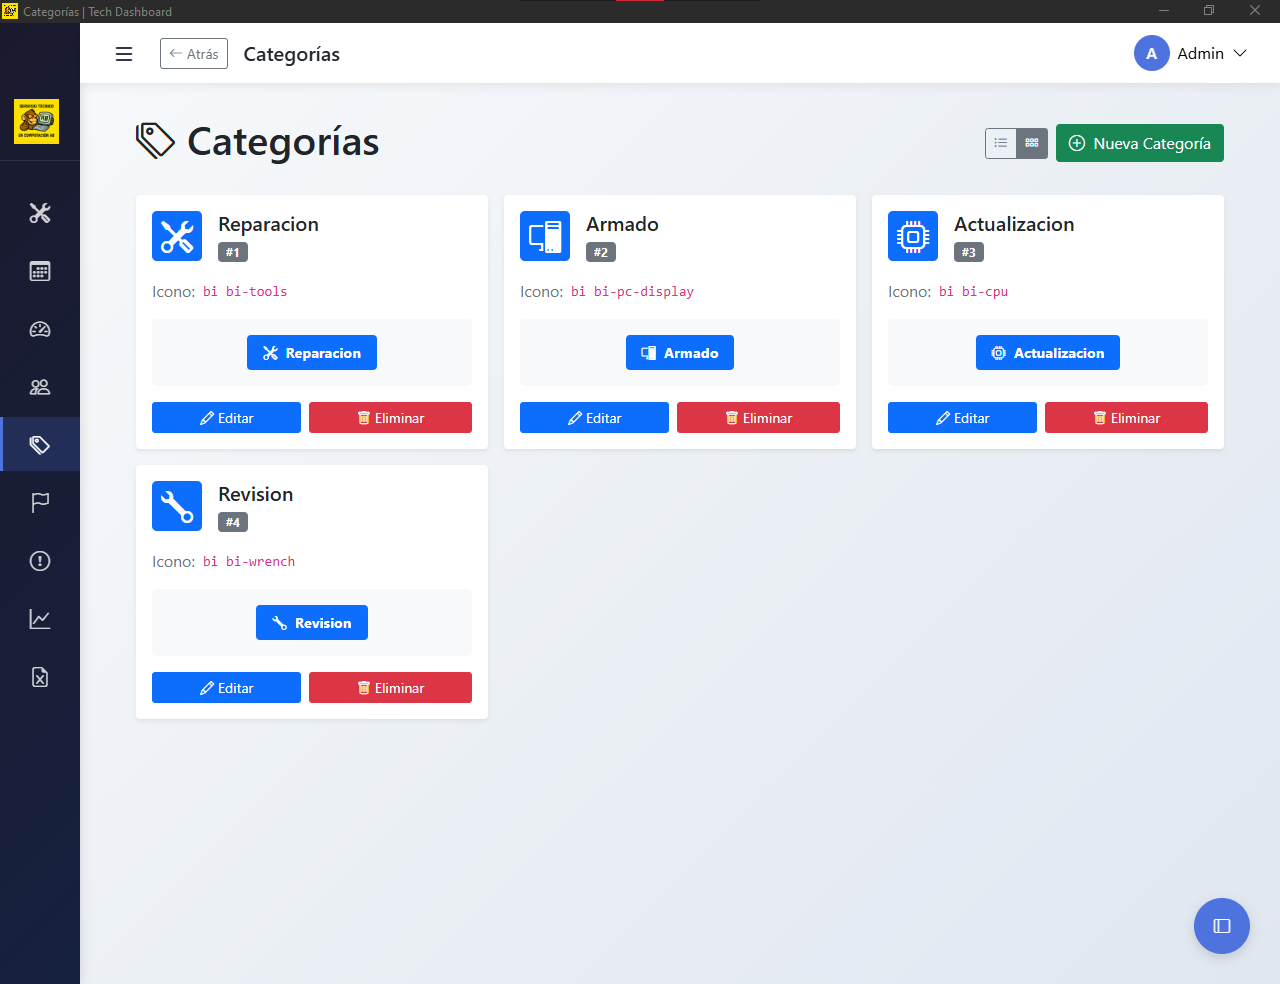 Categorías | Tech Dashboard
Atrás
Categorías
A
Admin
SERVICIO TECNICO
EN COMPUTACION AB
Categorías
Nueva Categoría
Reparacion
#1
Icono: bi bi-tools
Reparacion
Editar
Eliminar
Armado
#2
Icono: bi bi-pc-display
Armado
Editar
Eliminar
Actualizacion
#3
Icono: bi bi-cpu
Actualizacion
Editar
Eliminar
Revision
#4
Icono: bi bi-wrench
Revision
Editar
Eliminar